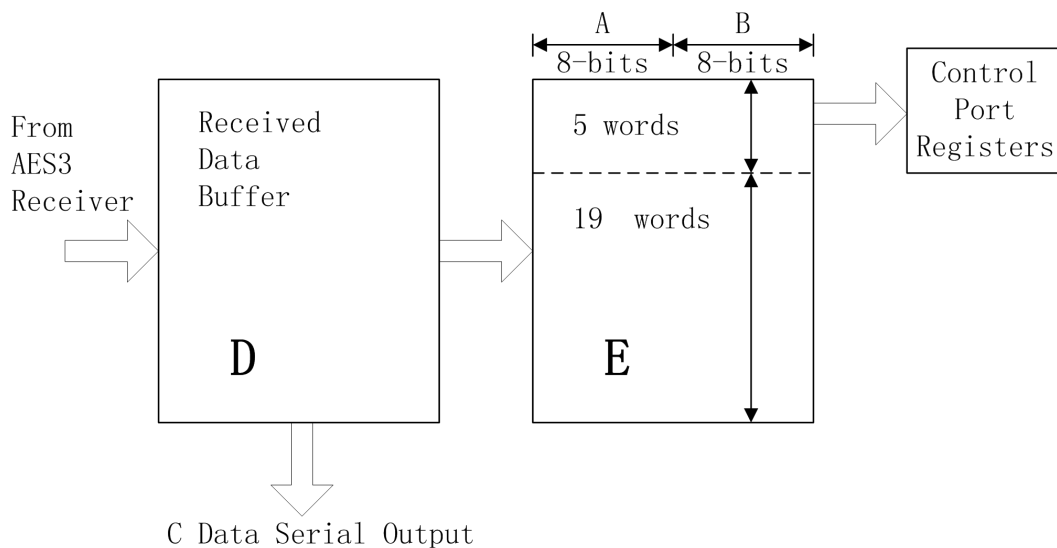 A B
8-bits 8-bits
From
AES3
Receiver
Received
Data
Buffer
D
5 words
19 words
E
Control
Port
Registers
C Data Serial Output